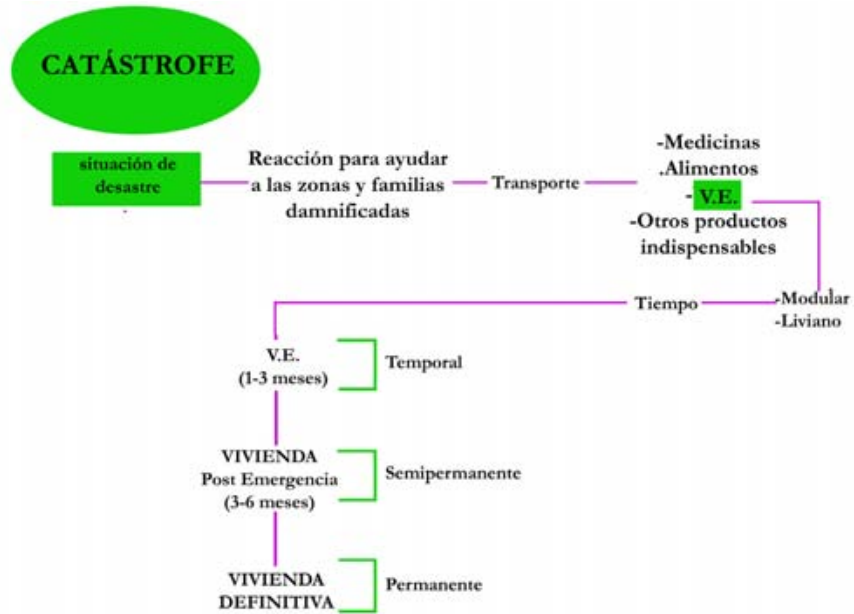 CATÁSTROFE
situación de
desastre
Reacción para ayudar
a las zonas y familias
damnificadas
Transporte
-Medicinas
.Alimentos
- V.E.
-Otros productos
indispensables
Tiempo
-Modular
-Liviano
V.E.
(1-3 meses)
Temporal
VIVIENDA
Post Emergencia
(3-6 meses)
Semipermanente
VIVIENDA
DEFINITIVA
Permanente